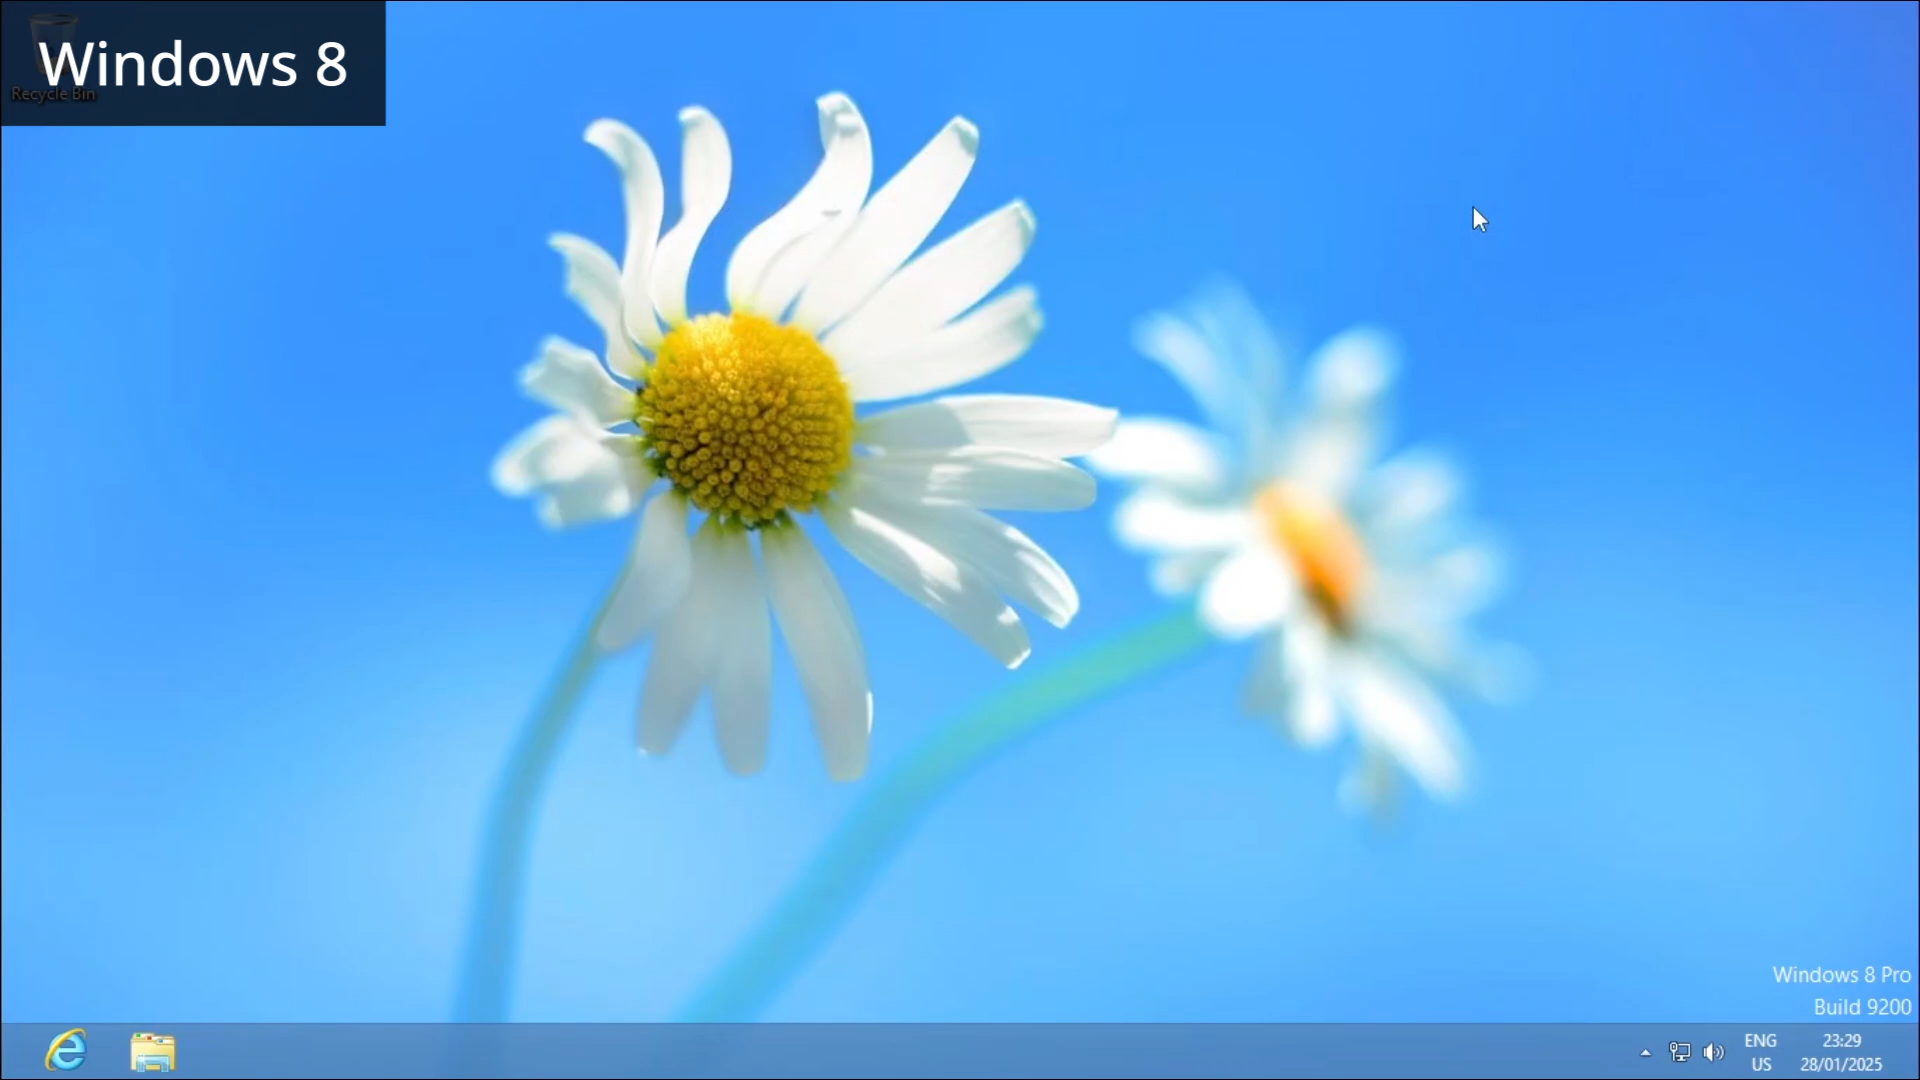 Windows 8
Recycle Bin
Windows 8 Pro
Build 9200
ENG
US
23:29
28/01/2025